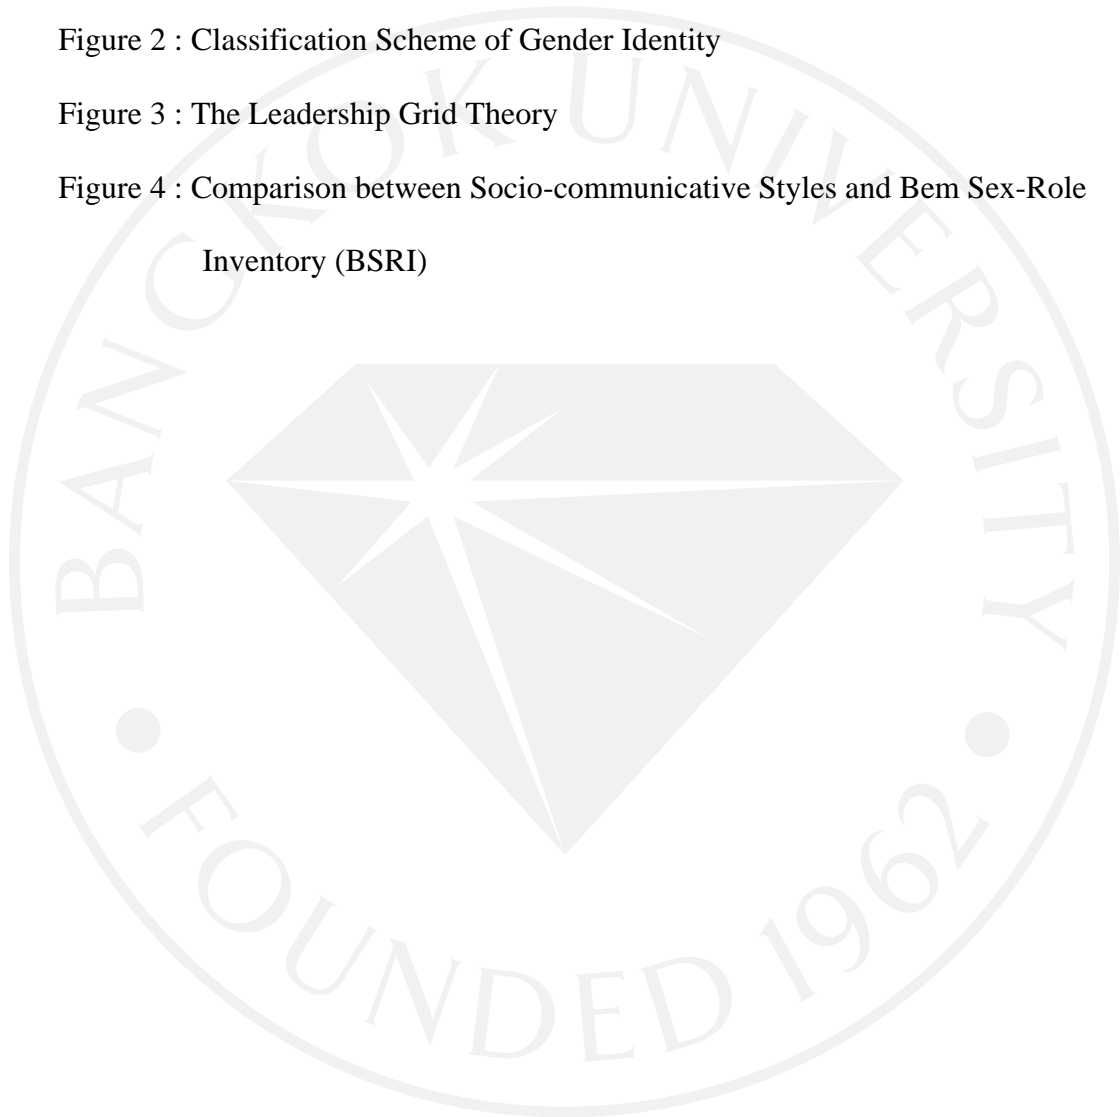 Figure 2 : Classification Scheme of Gender Identity
Figure 3 : The Leadership Grid Theory
Figure 4 : Comparison between Socio-communicative Styles and Bem Sex-Role
Inventory (BSRI)
BANGKOK UNIVERSITY
• FOUNDED 1962 •